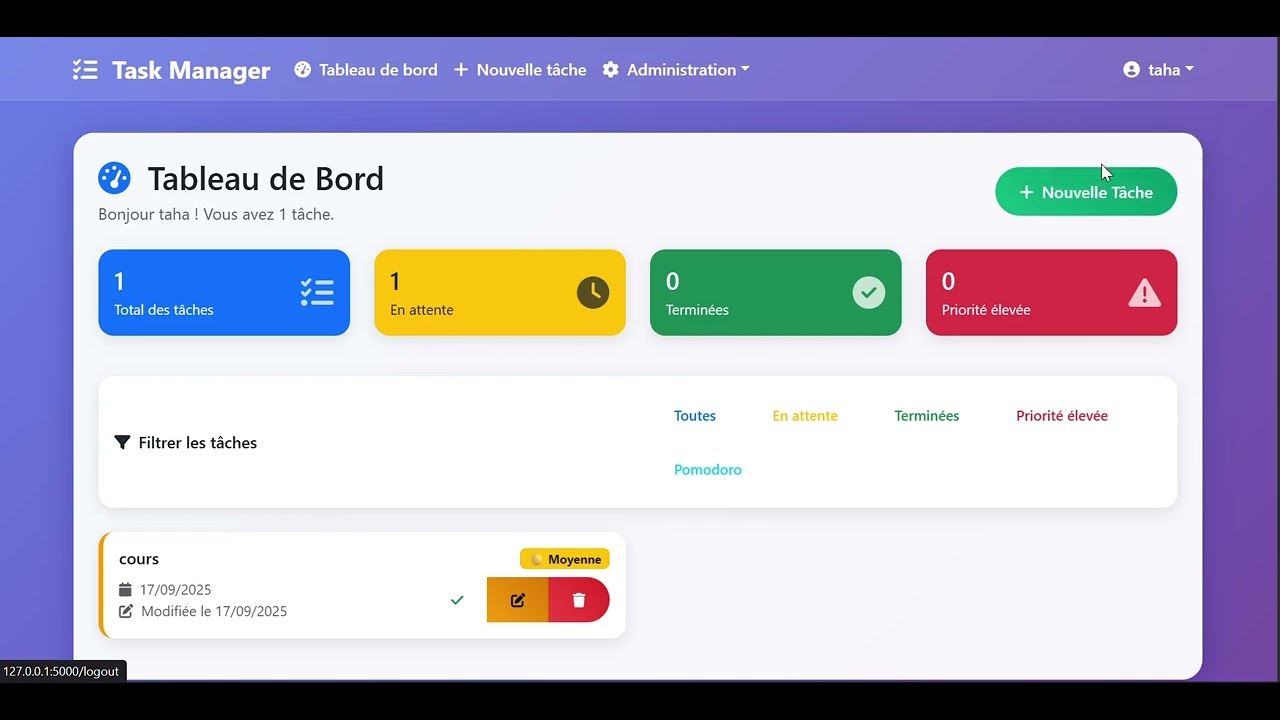 Task Manager
Tableau de bord
Nouvelle tâche
Administration
taha
Tableau de Bord
Bonjour taha ! Vous avez 1 tâche.
Nouvelle Tâche
1
Total des tâches
1
En attente
0
Terminées
0
Priorité élevée
Filtrer les tâches
Toutes
En attente
Terminées
Priorité élevée
Pomodoro
cours
Moyenne
17/09/2025
Modifiée le 17/09/2025
127.0.0.1:5000/logout